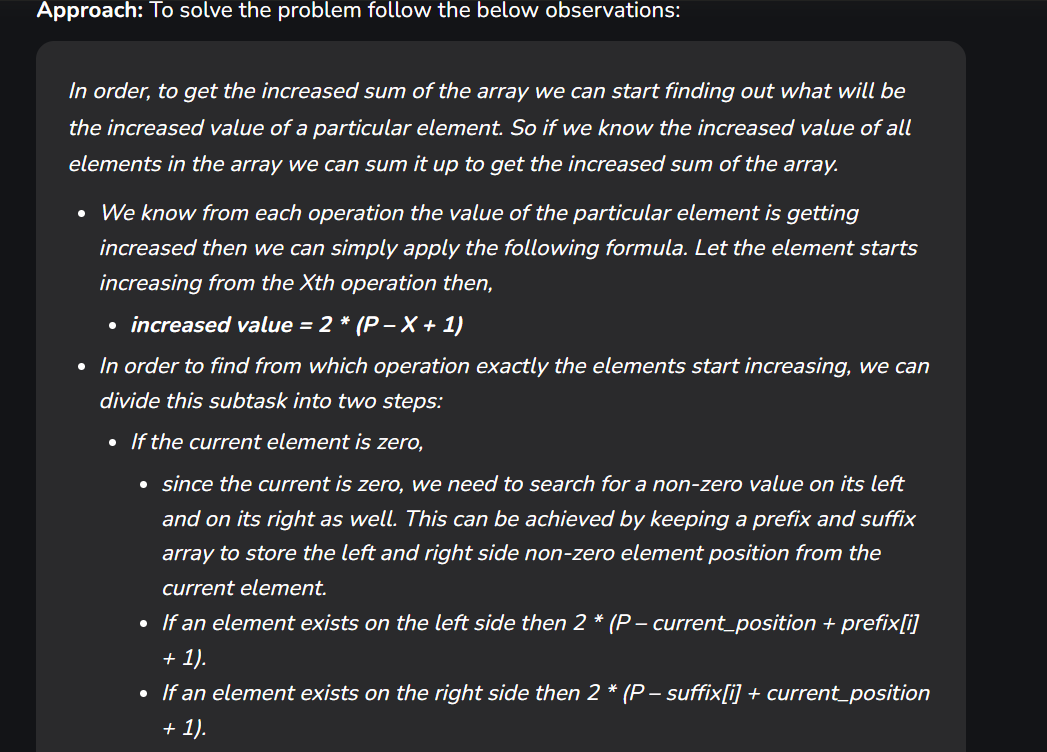 Approach: To solve the problem follow the below observations:
In order, to get the increased sum of the array we can start finding out what will be
the increased value of a particular element. So if we know the increased value of all
elements in the array we can sum it up to get the increased sum of the array.
• We know from each operation the value of the particular element is getting
increased then we can simply apply the following formula. Let the element starts
increasing from the Xth operation then,
• increased value = 2 * (P – X + 1)
• In order to find from which operation exactly the elements start increasing, we can
divide this subtask into two steps:
• If the current element is zero,
• since the current is zero, we need to search for a non-zero value on its left
and on its right as well. This can be achieved by keeping a prefix and suffix
array to store the left and right side non-zero element position from the
current element.
• If an element exists on the left side then 2 * (P – current_position + prefix[i]
+ 1).
• If an element exists on the right side then 2 * (P – suffix[i] + current_position
+ 1).